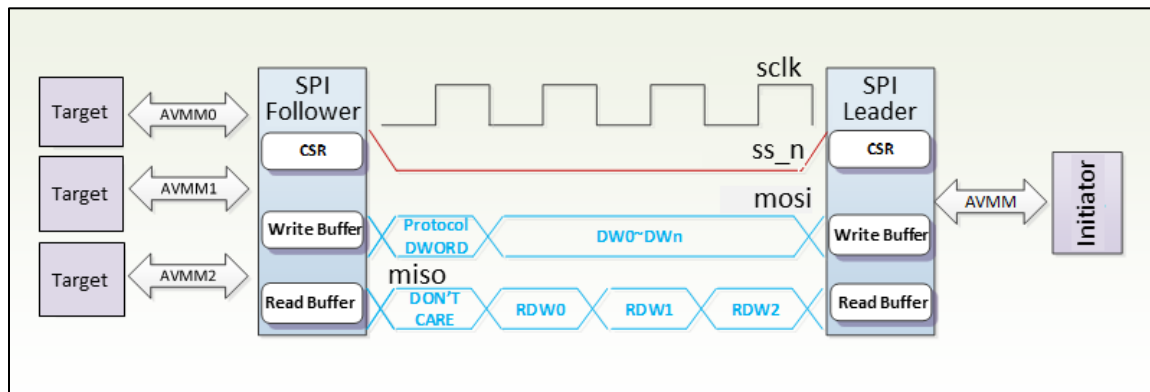 SPI
Follower
sclk
SPI
Leader
Target
AVMM0
CSR
ss_n
CSR
Target
AVMM1
mosi
AVMM
Initiator
Write Buffer
Protocol
DWORD
DW0~DWn
Write Buffer
Target
AVMM2
miso
Read Buffer
DON'T
CARE
RDW0
RDW1
RDW2
Read Buffer